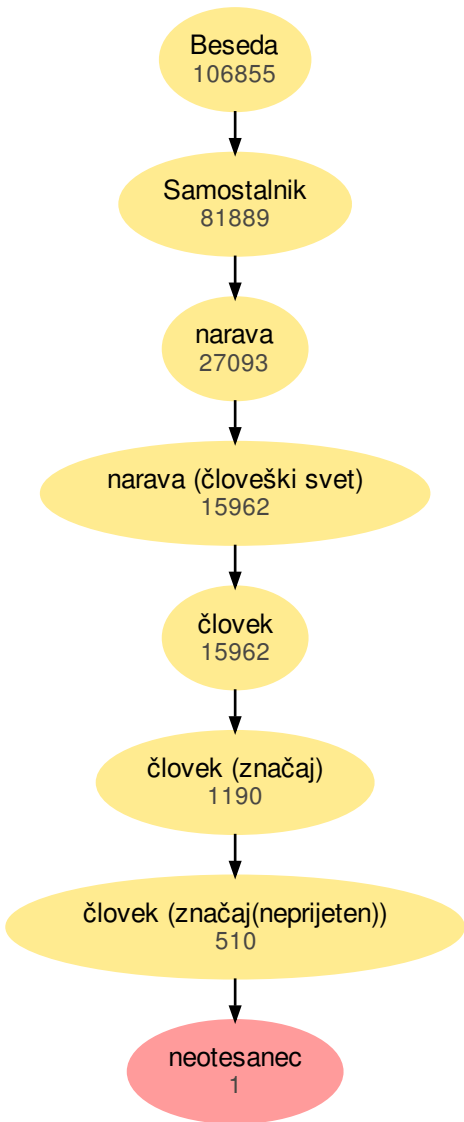 Beseda
106855
Samostalnik
81889
narava
27093
narava (človeški svet)
15962
človek
15962
človek (značaj)
1190
človek (značaj(neprijeten))
510
neotesanec
1